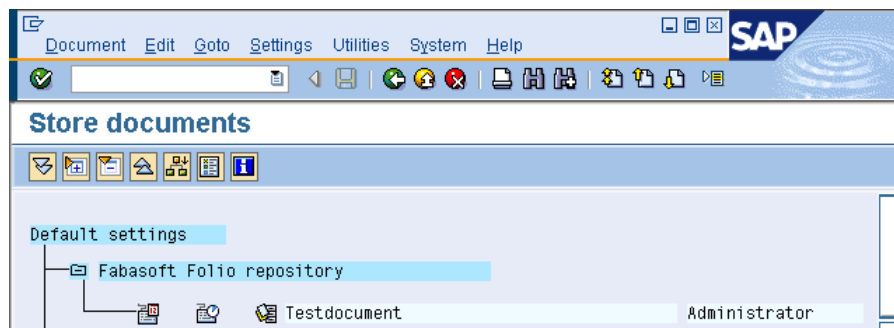 Document Edit Goto Settings Utilities System Help
SAP
Store documents
Default settings
Fabasoft Folio repository
Testdocument Administrator